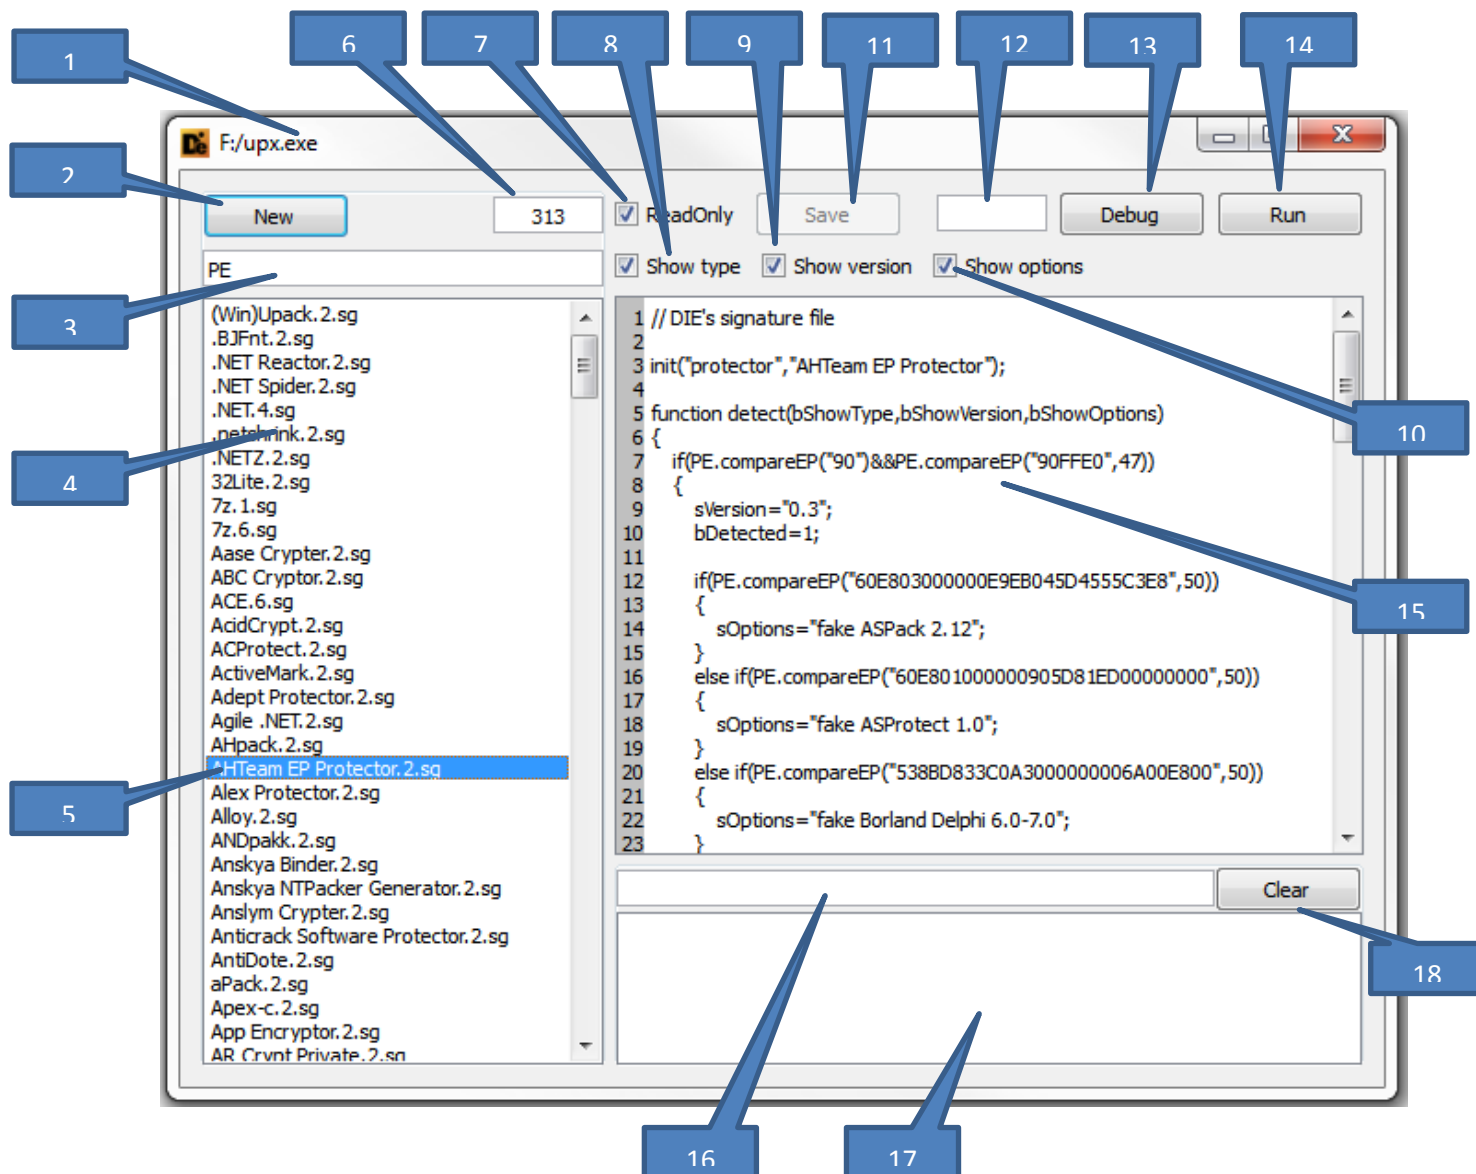 6
7
8
9
11
12
13
14
1
F:/upx.exe
2
New
313
ReadOnly
Save
Debug
Run
PE
Show type
Show version
Show options
3
(Win)Upack.2.sg
.BJFnt.2.sg
.NET Reactor.2.sg
.NET Spider.2.sg
.NET.4.sg
.netshrink.2.sg
.NETZ.2.sg
32Lite.2.sg
7z.1.sg
7z.6.sg
Aase Crypter.2.sg
ABC Cryptor.2.sg
ACE.6.sg
AcidCrypt.2.sg
ACProtect.2.sg
ActiveMark.2.sg
Adept Protector.2.sg
Agile .NET.2.sg
AHpack.2.sg
AHTeam EP Protector.2.sg
Alex Protector.2.sg
Alloy.2.sg
ANDpakk.2.sg
Anskya Binder.2.sg
Anskya NTPacker Generator.2.sg
Anslym Crypter.2.sg
Anticrack Software Protector.2.sg
AntiDote.2.sg
aPack.2.sg
Apex-c.2.sg
App Encryptor.2.sg
AR Crypt Private.2.sg
4
5
1 // DIE's signature file
2
3 init("protector","AHTeam EP Protector");
4
5 function detect(bShowType,bShowVersion,bShowOptions)
6 {
7 if(PE.compareEP("90")&&PE.compareEP("90FFE0",47))
8 {
9 sVersion="0.3";
10 bDetected=1;
11
12 if(PE.compareEP("60E803000000E9EB045D4555C3E8",50))
13 {
14 sOptions="fake ASPack 2.12";
15 }
16 else if(PE.compareEP("60E801000000905D81ED00000000",50))
17 {
18 sOptions="fake ASProtect 1.0";
19 }
20 else if(PE.compareEP("538BD833C0A3000000006A00E800",50))
21 {
22 sOptions="fake Borland Delphi 6.0-7.0";
23 }
10
15
Clear
18
16
17